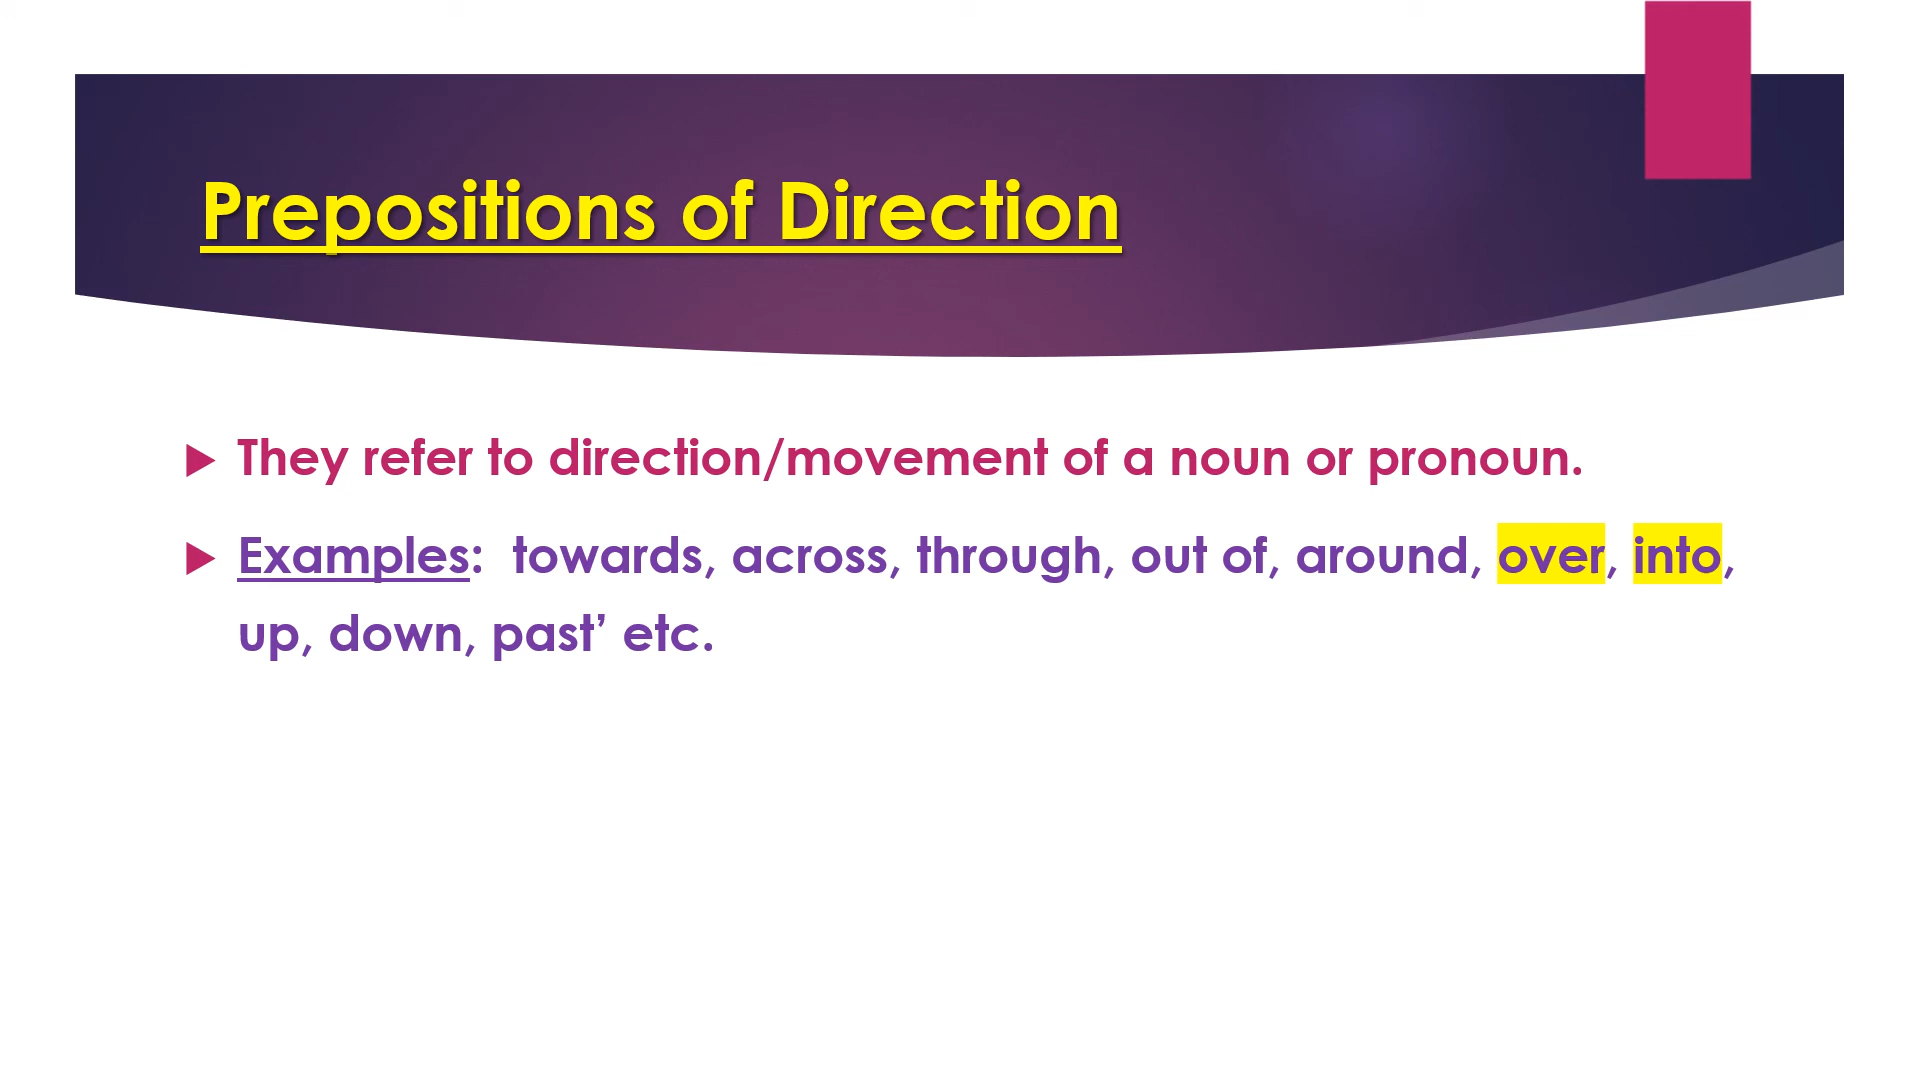 Prepositions of Direction
They refer to direction/movement of a noun or pronoun.
Examples:  towards, across, through, out of, around, over, into,
up, down, past’ etc.